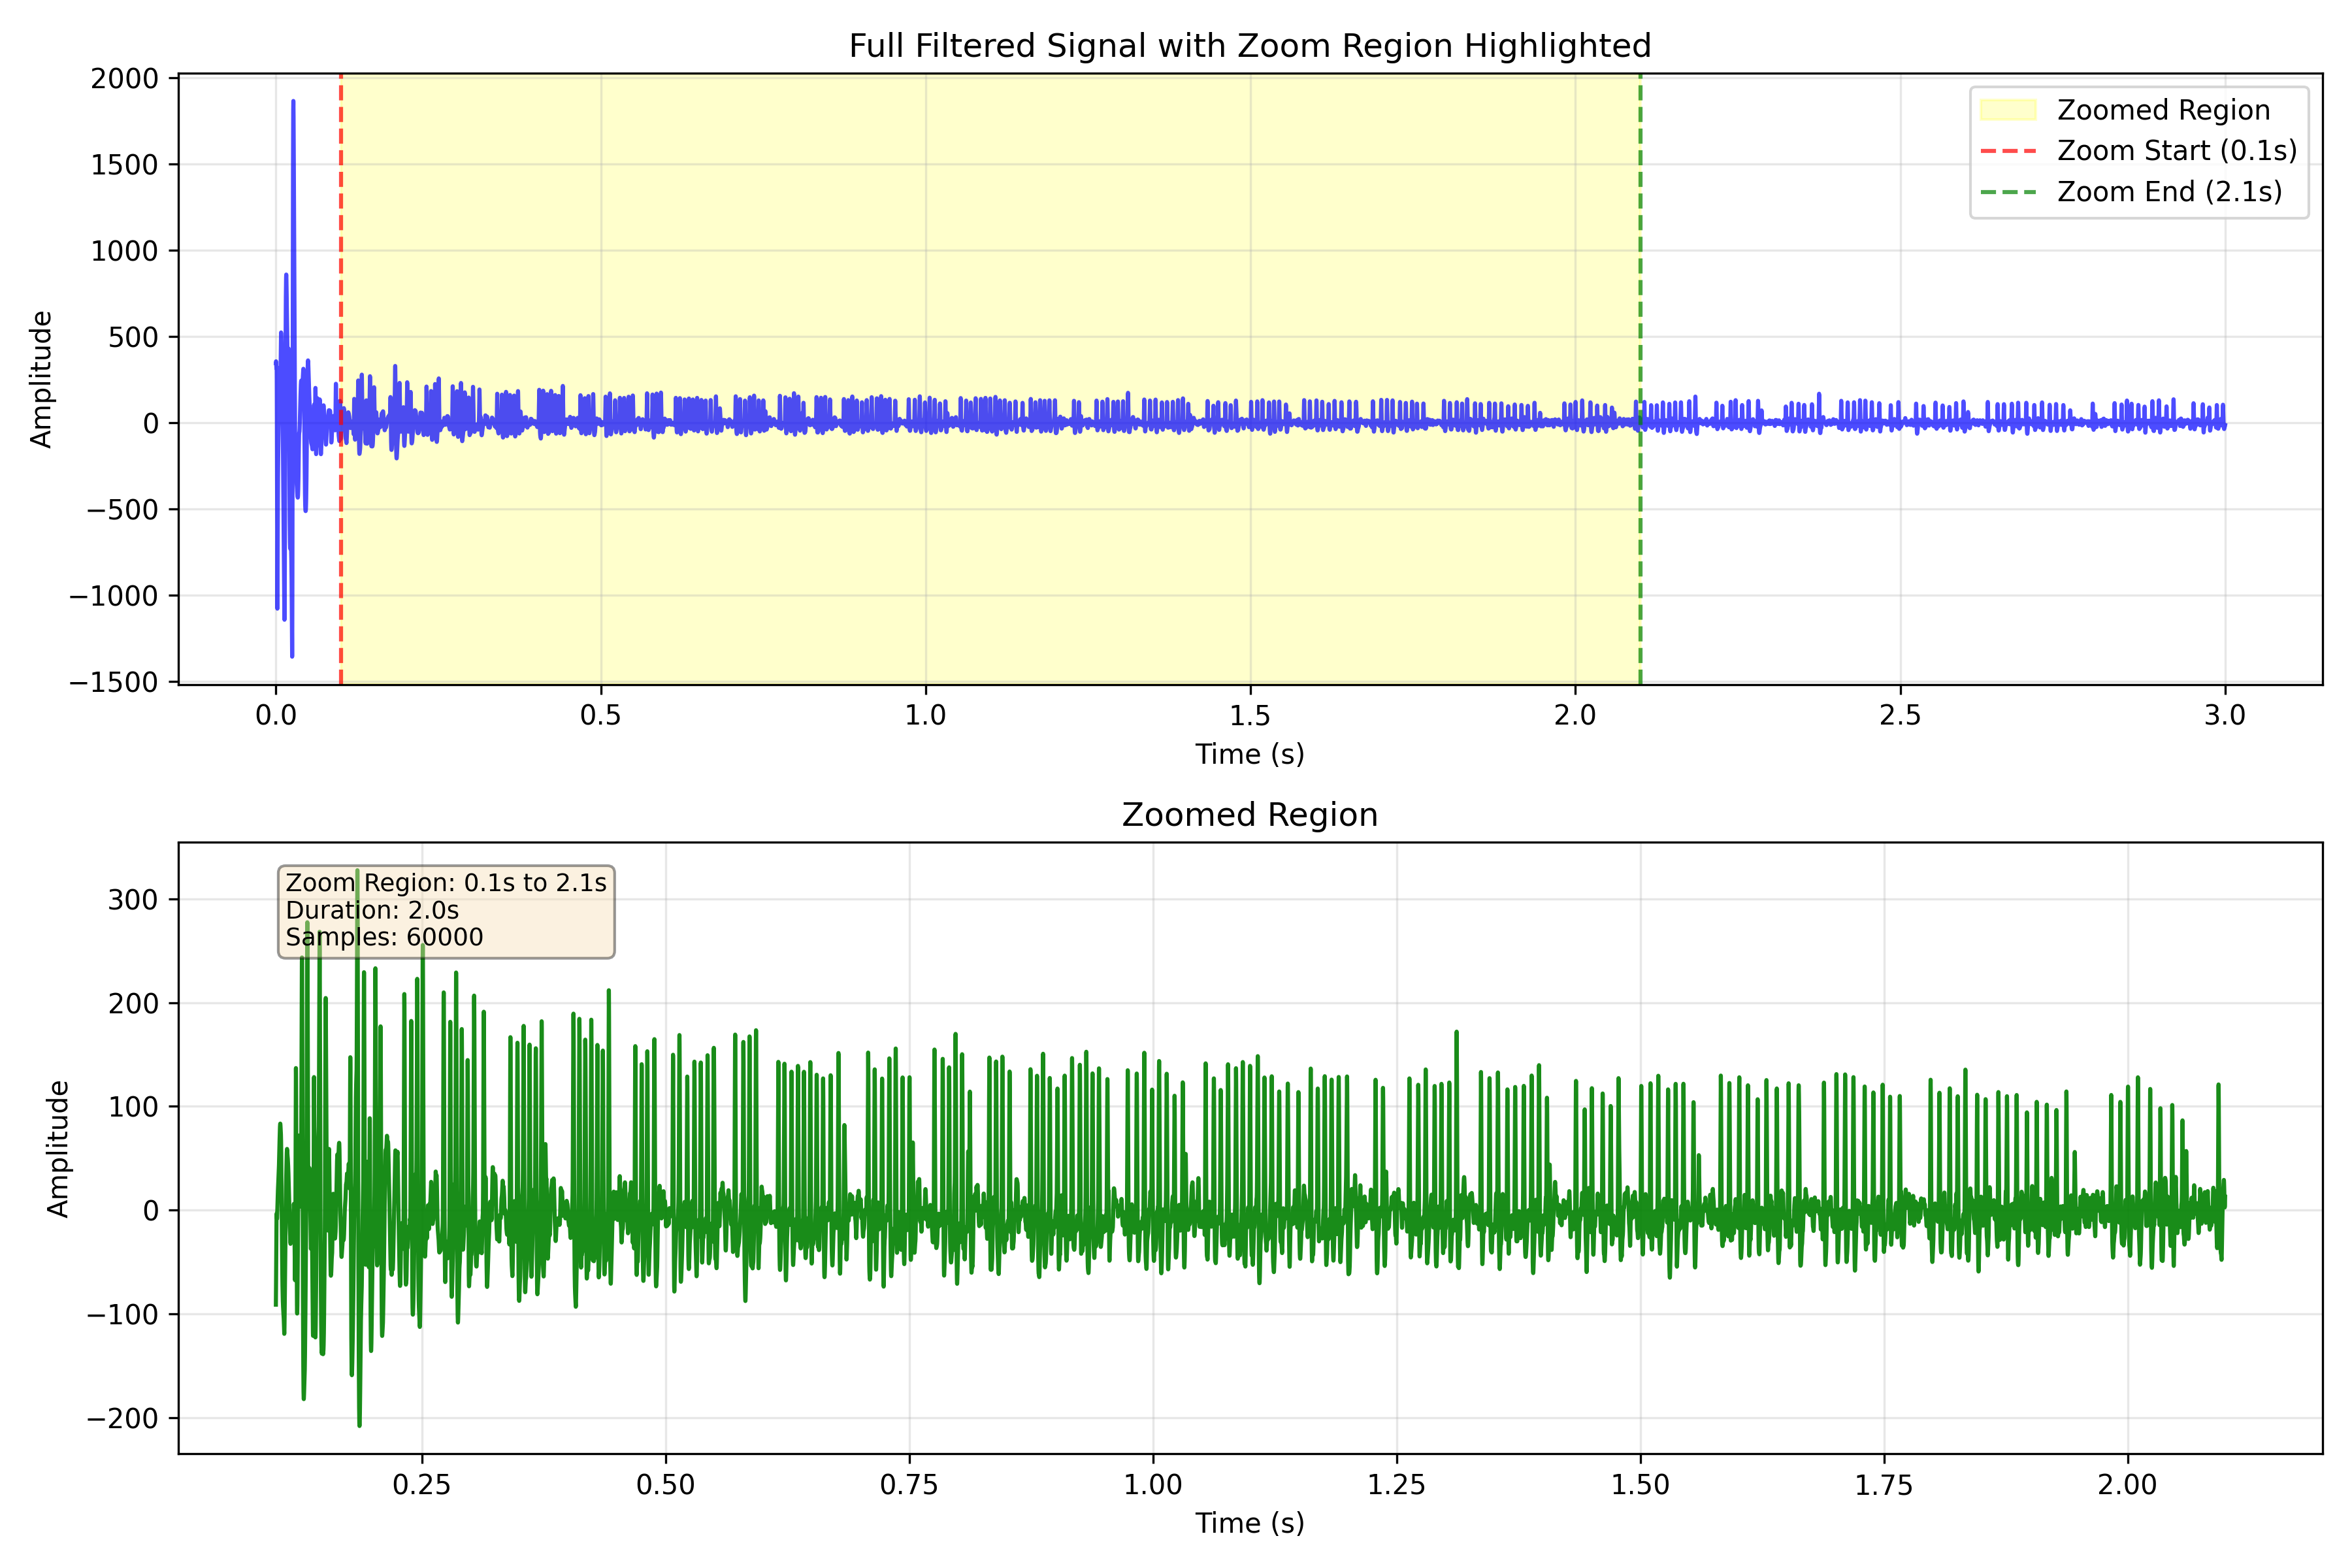 Full Filtered Signal with Zoom Region Highlighted
2000
1500
1000
500
0
−500
−1000
−1500
Amplitude
Zoomed Region
Zoom Start (0.1s)
Zoom End (2.1s)
0.0 0.5 1.0 1.5 2.0 2.5 3.0
Time (s)
Zoomed Region
300
200
100
0
−100
−200
Amplitude
Zoom Region: 0.1s to 2.1s
Duration: 2.0s
Samples: 60000
0.25 0.50 0.75 1.00 1.25 1.50 1.75 2.00
Time (s)